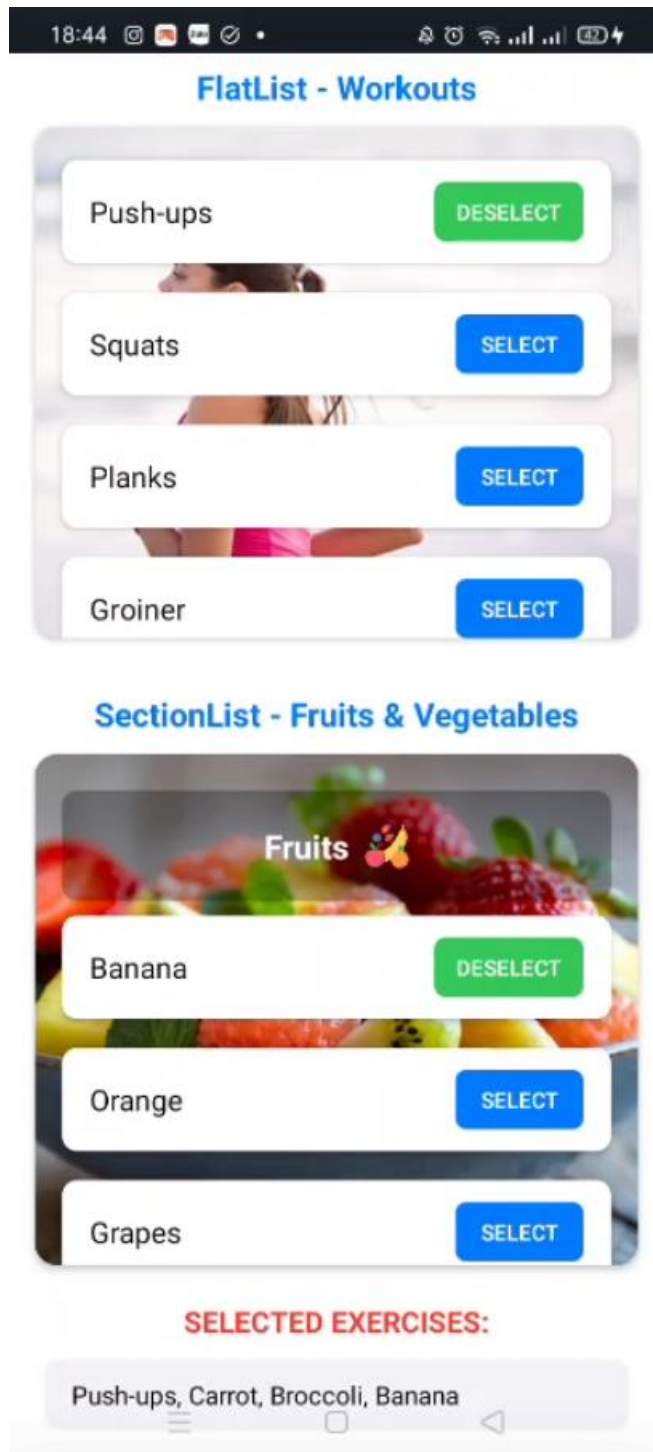 18:44
42
FlatList - Workouts
Push-ups DESELECT
Squats SELECT
Planks SELECT
Groiner SELECT
SectionList - Fruits & Vegetables
Fruits
Banana DESELECT
Orange SELECT
Grapes SELECT
SELECTED EXERCISES:
Push-ups, Carrot, Broccoli, Banana